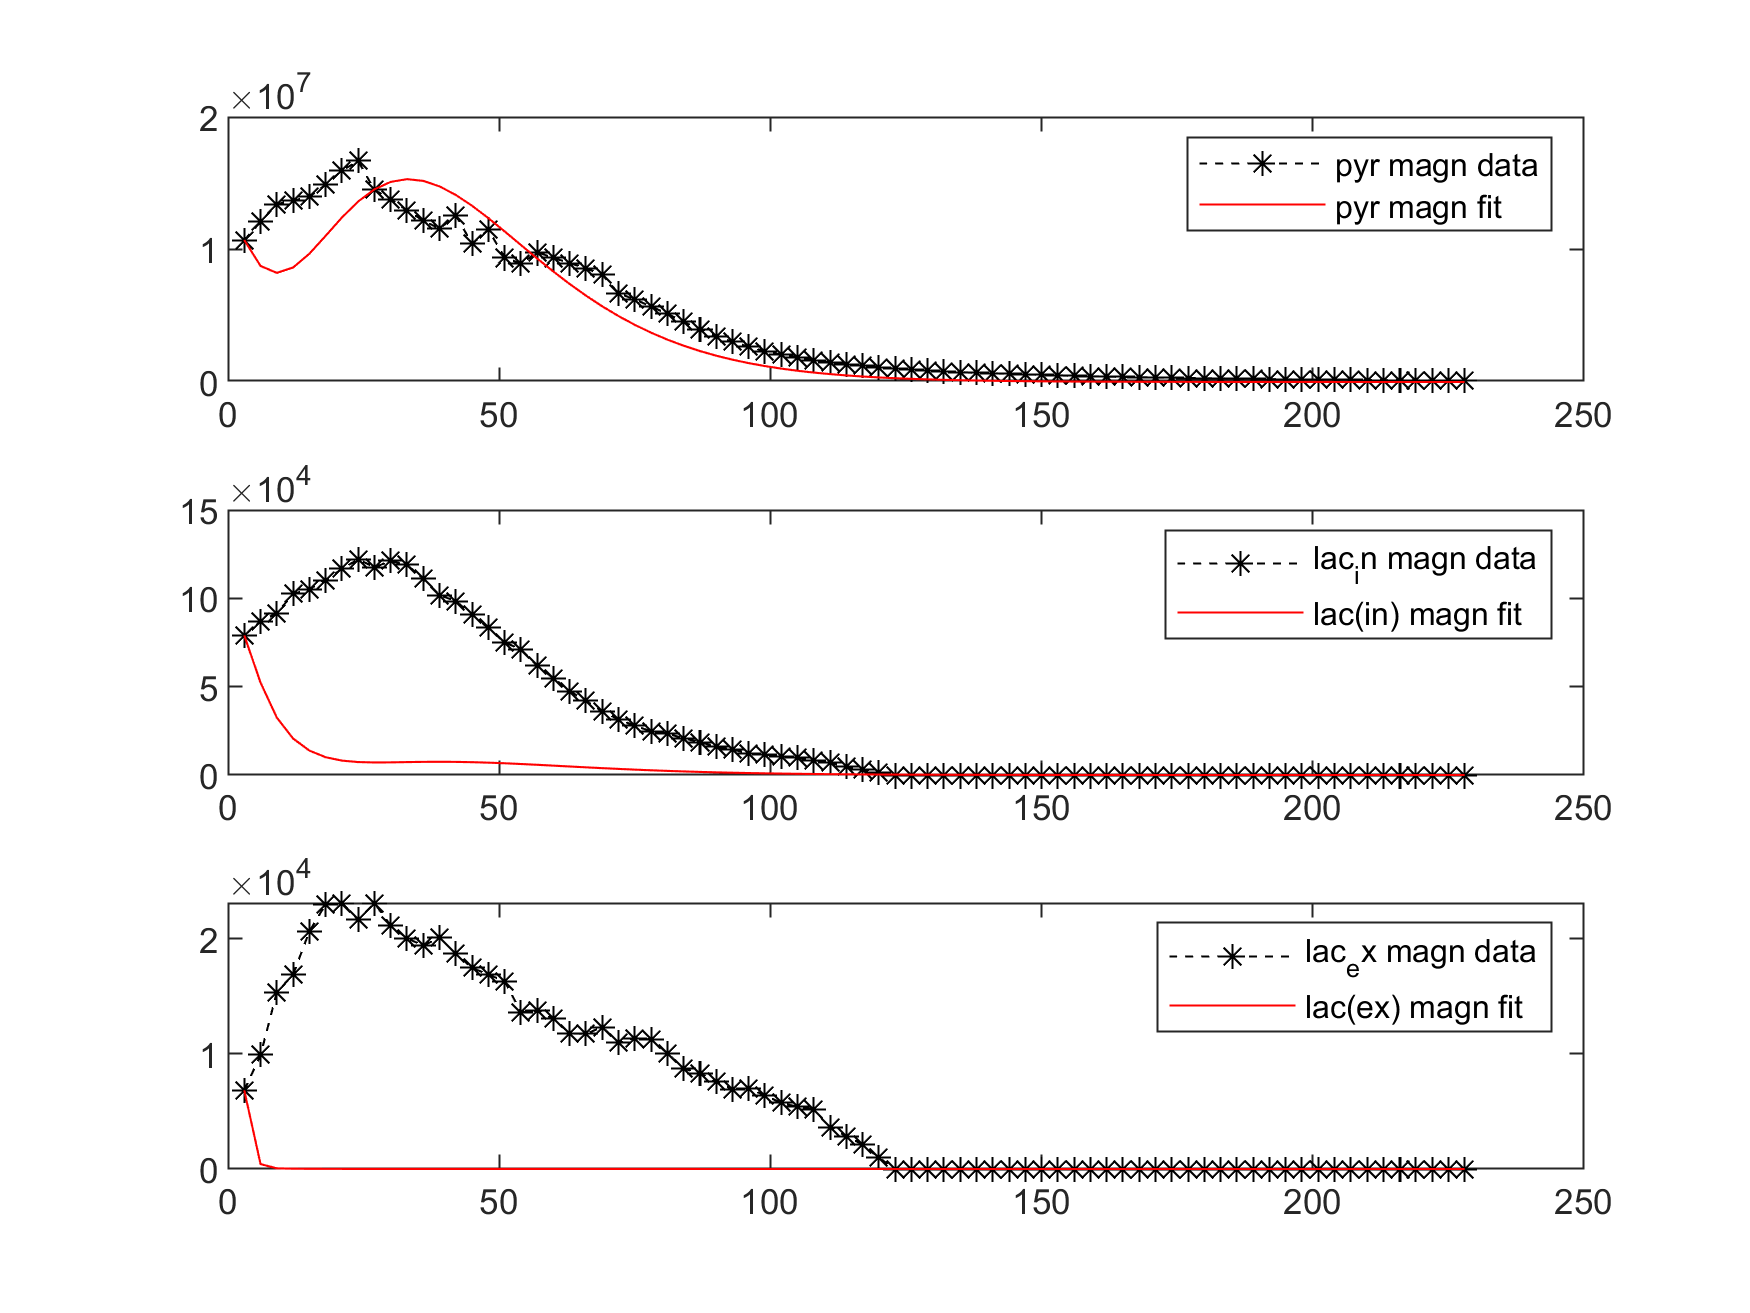 ×10^7
2
1
0
0 50 100 150 200 250
pyr magn data
pyr magn fit
×10^4
15
10
5
0
0 50 100 150 200 250
lac_in magn data
lac(in) magn fit
×10^4
2
1
0
0 50 100 150 200 250
lac_ex magn data
lac(ex) magn fit